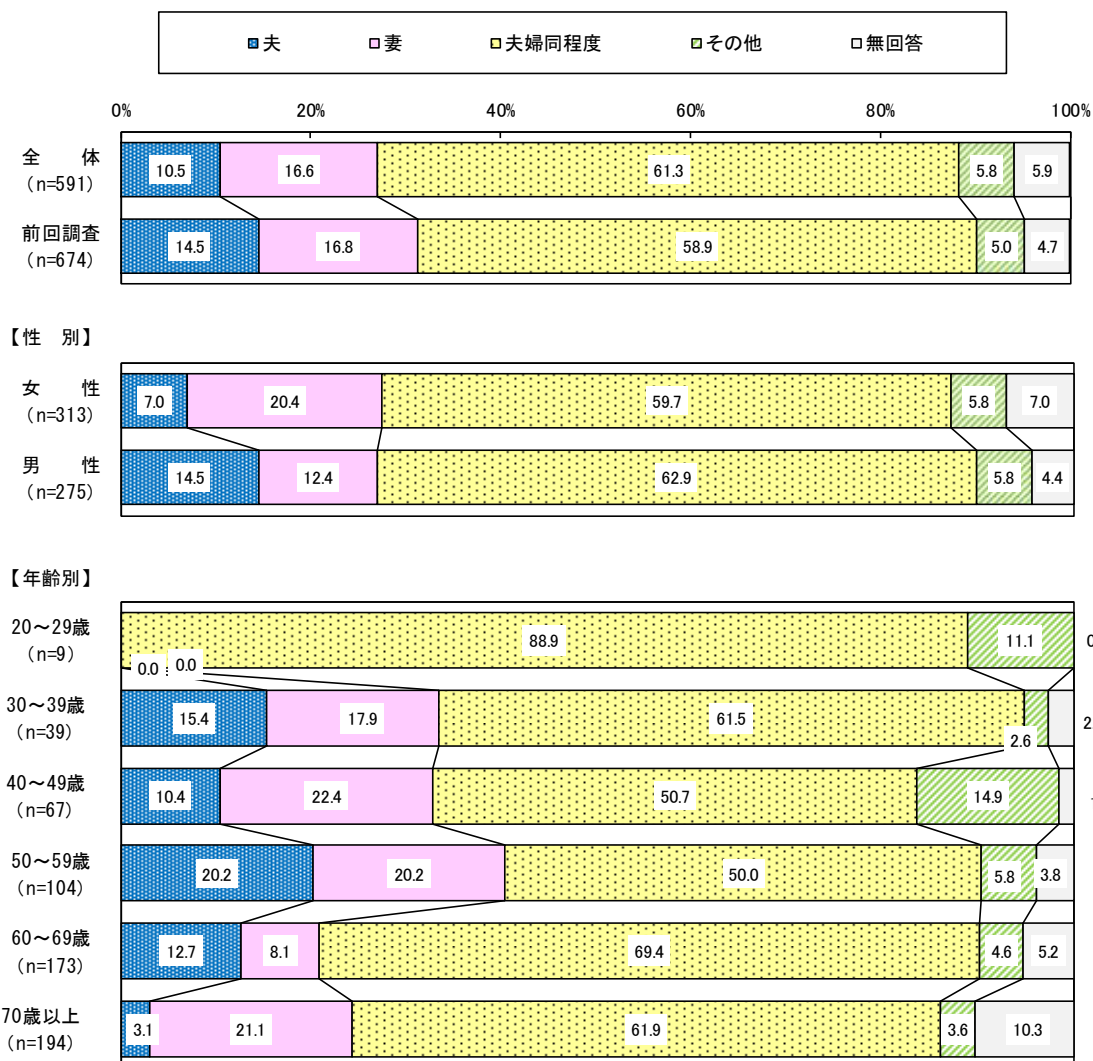 夫 妻 夫婦同程度 その他 無回答
0% 20% 40% 60% 80% 100%
全 体
(n=591)
10.5 16.6 61.3 5.8 5.9
前回調査
(n=674)
14.5 16.8 58.9 5.0 4.7
【性 別】
女 性
(n=313)
7.0 20.4 59.7 5.8 7.0
男 性
(n=275)
14.5 12.4 62.9 5.8 4.4
【年齢別】
20～29歳
(n=9)
0.0 0.0 88.9 11.1
30～39歳
(n=39)
15.4 17.9 61.5 2.6
40～49歳
(n=67)
10.4 22.4 50.7 14.9
50～59歳
(n=104)
20.2 20.2 50.0 5.8 3.8
60～69歳
(n=173)
12.7 8.1 69.4 4.6 5.2
70歳以上
(n=194)
3.1 21.1 61.9 3.6 10.3